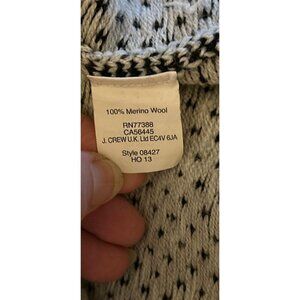 100% Merino Wool
RN77388
CA56445
J. CREW U.K. Ltd EC4V 6JA
Style 08427
HO 13